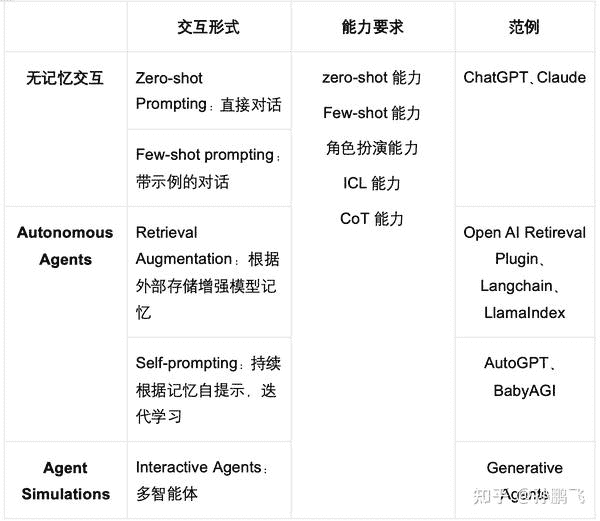 交互形式 能力要求 范例
无记忆交互
Zero-shot
Prompting：直接对话
Few-shot prompting：
带示例的对话
zero-shot 能力
Few-shot 能力
角色扮演能力
ICL 能力
CoT 能力
ChatGPT、Claude
Autonomous
Agents
Retrieval
Augmentation：根据
外部存储增强模型记
忆
Open AI Retireval
Plugin、
Langchain、
LlamaIndex
Self-prompting：持续
根据记忆自提示，迭
代学习
AutoGPT、
BabyAGI
Agent
Simulations
Interactive Agents：
多智能体
Generative
Agents
知乎 @孙鹏飞